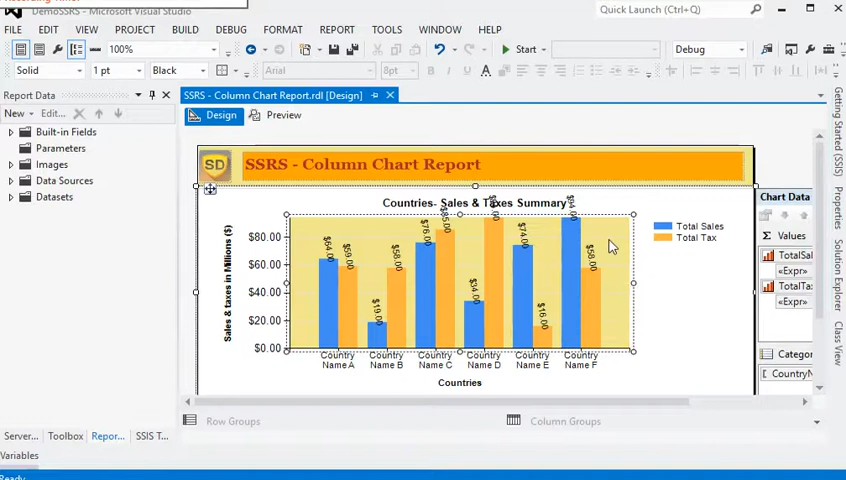 DemoSSRS - Microsoft Visual Studio
Quick Launch (Ctrl+Q)
FILE EDIT VIEW PROJECT BUILD DEBUG FORMAT REPORT TOOLS WINDOW HELP
100% Start Debug
Solid 1 pt Black Arial 8pt B I U A
Report Data
SSRS - Column Chart Report.rdl [Design]
New Edit...
Design Preview
Built-in Fields
Parameters
Images
Data Sources
Datasets
SD
SSRS - Column Chart Report
Countries- Sales & Taxes Summary
Sales & taxes in Millions ($)
$80.00
$60.00
$40.00
$20.00
$0.00
$64.00 $59.00 $19.00 $58.00 $76.00 $85.00 $34.00 $74.00 $16.00 $58.00
Total Sales
Total Tax
Country Country Country Country Country Country
Name A Name B Name C Name D Name E Name F
Countries
Chart Data
Σ Values
TotalSal
«Expr»
TotalTa
«Expr»
Categor
CountryN
Row Groups
Column Groups
Getting Started (SSIS)
Properties
Solution Explorer
Class View
Server... Toolbox Repor... SSIS T...
Variables
Ready